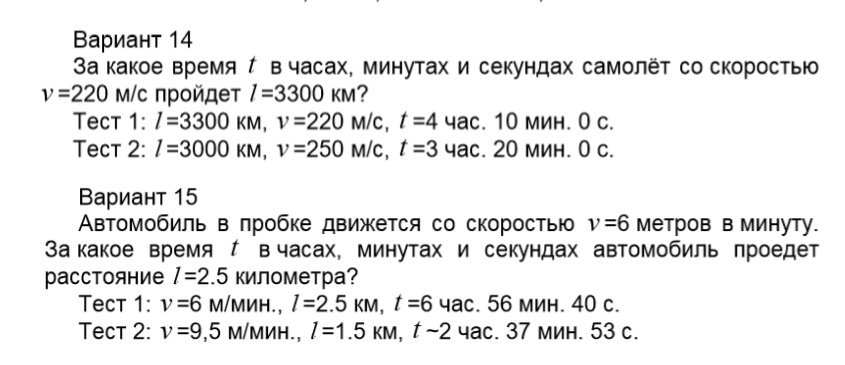 Вариант 14
За какое время t в часах, минутах и секундах самолёт со скоростью
v=220 м/с пройдет l=3300 км?
Тест 1: l=3300 км, v=220 м/с, t=4 час. 10 мин. 0 с.
Тест 2: l=3000 км, v=250 м/с, t=3 час. 20 мин. 0 с.
Вариант 15
Автомобиль в пробке движется со скоростью v=6 метров в минуту.
За какое время t в часах, минутах и секундах автомобиль проедет
расстояние l=2.5 километра?
Тест 1: v=6 м/мин., l=2.5 км, t=6 час. 56 мин. 40 с.
Тест 2: v=9,5 м/мин., l=1.5 км, t~2 час. 37 мин. 53 с.